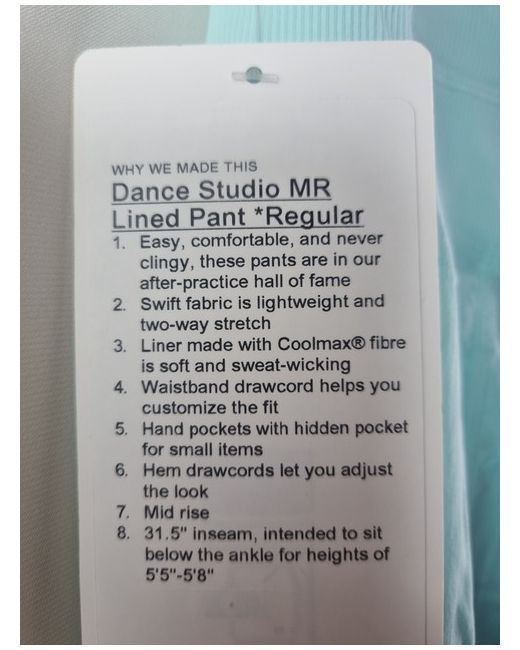 WHY WE MADE THIS
Dance Studio MR
Lined Pant *Regular
1. Easy, comfortable, and never
clingy, these pants are in our
after-practice hall of fame
2. Swift fabric is lightweight and
two-way stretch
3. Liner made with Coolmax® fibre
is soft and sweat-wicking
4. Waistband drawcord helps you
customize the fit
5. Hand pockets with hidden pocket
for small items
6. Hem drawcords let you adjust
the look
7. Mid rise
8. 31.5" inseam, intended to sit
below the ankle for heights of
5'5"-5'8"